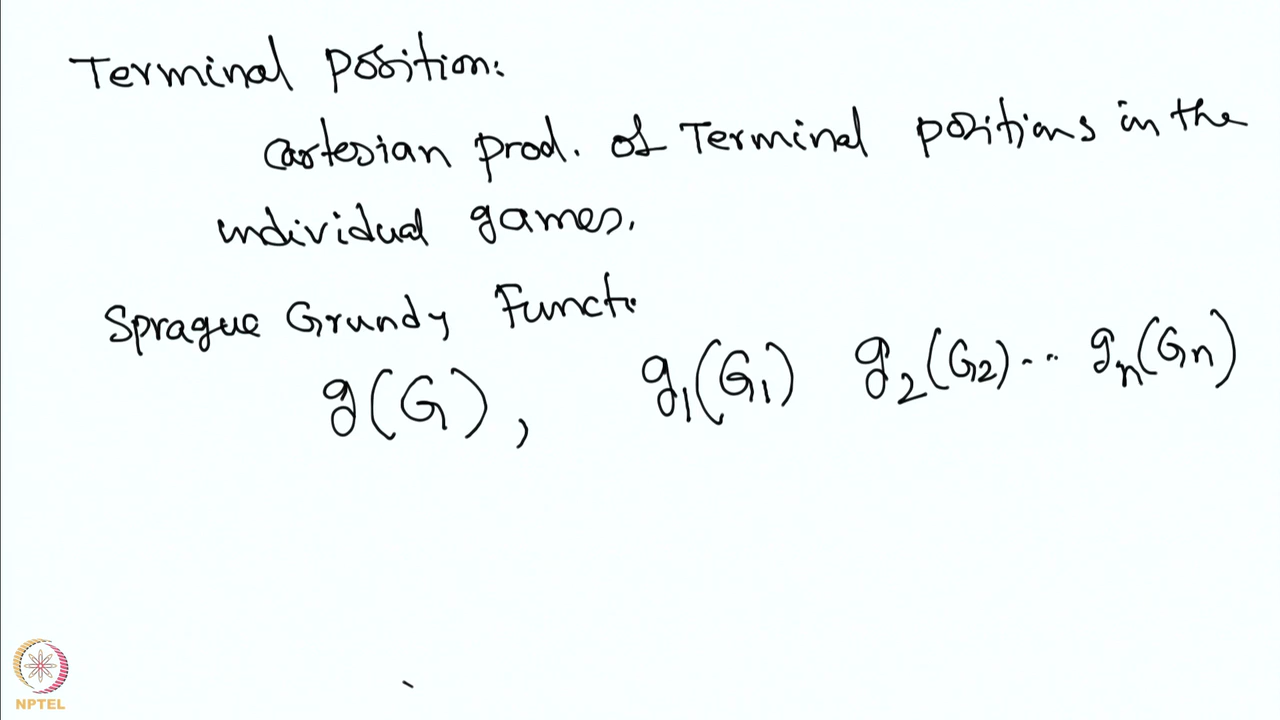 Terminal position:
Cartesian prod. of Terminal positions in the
individual games.
Sprague Grundy Functi
g(G), g₁(G₁) g₂(G₂)... gₙ(Gₙ)
NPTEL